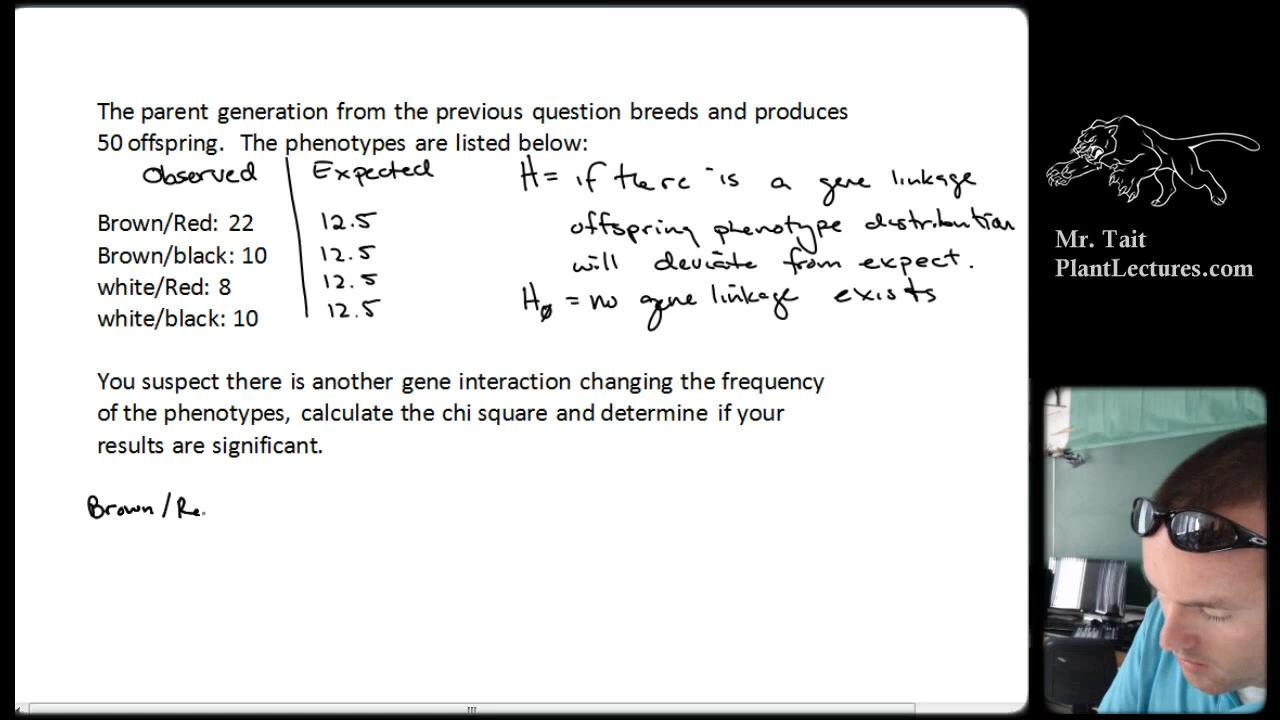 The parent generation from the previous question breeds and produces
50 offspring. The phenotypes are listed below:
Observed Expected
Brown/Red: 22 12.5
Brown/black: 10 12.5
white/Red: 8 12.5
white/black: 10 12.5
H = if there is a gene linkage
offspring phenotype distribution
will deviate from expect.
Hø = no gene linkage exists
You suspect there is another gene interaction changing the frequency
of the phenotypes, calculate the chi square and determine if your
results are significant.
Brown/Re
Mr. Tait
PlantLectures.com